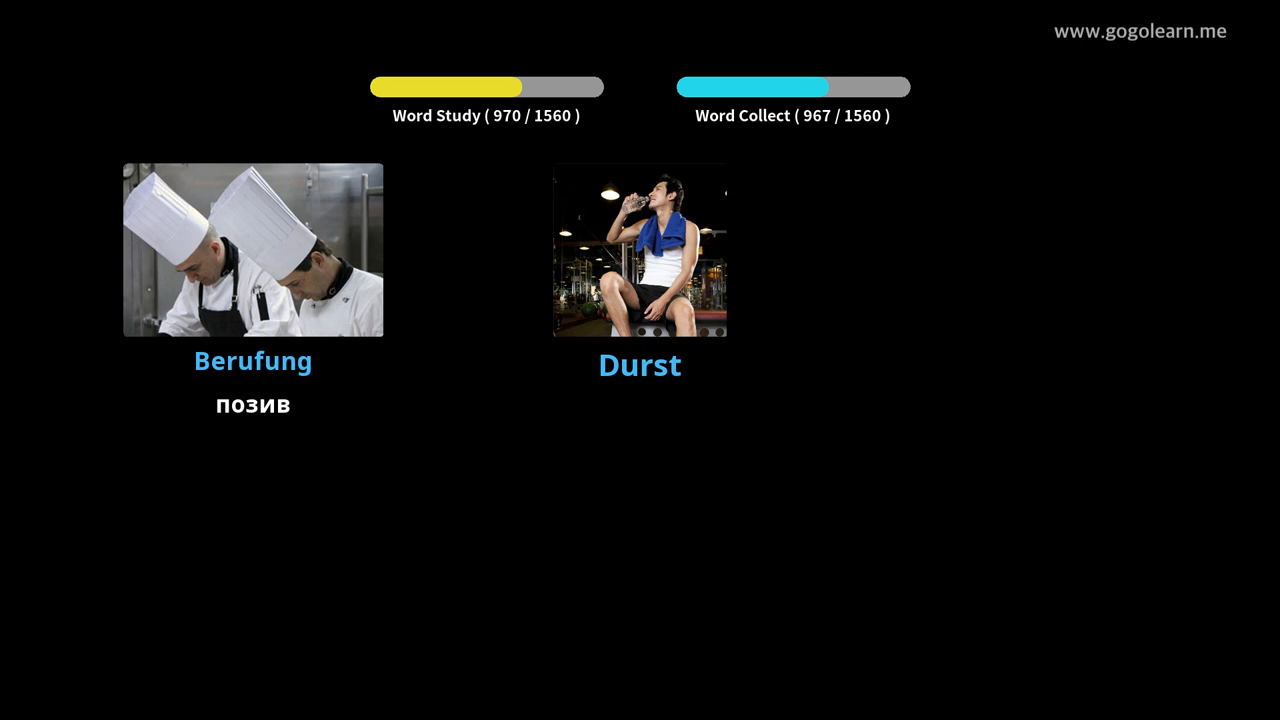 www.gogolearn.me
Word Study ( 970 / 1560 )
Word Collect ( 967 / 1560 )
Berufung
позив
Durst